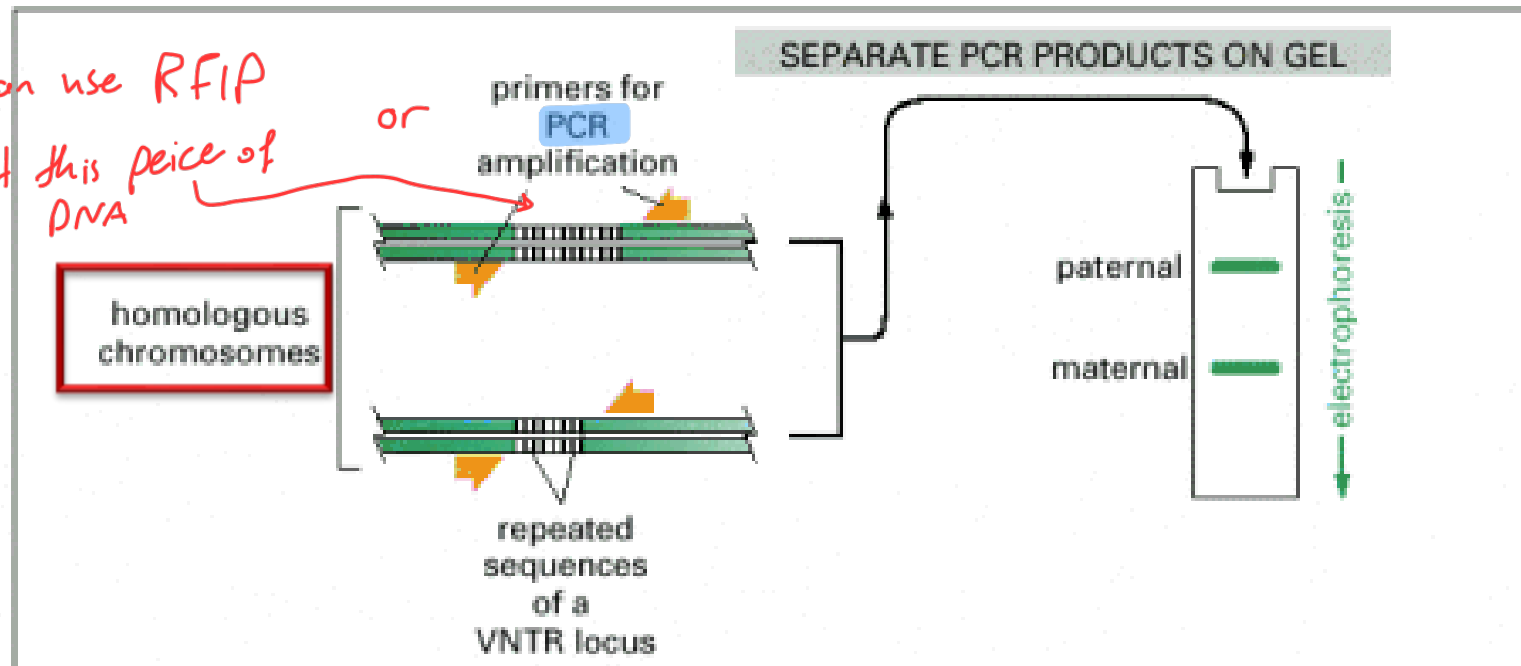 SEPARATE PCR PRODUCTS ON GEL
use RFIP
or
this peice of
DNA
primers for
PCR
amplification
homologous
chromosomes
repeated
sequences
of a
VNTR locus
paternal
maternal
electrophoresis